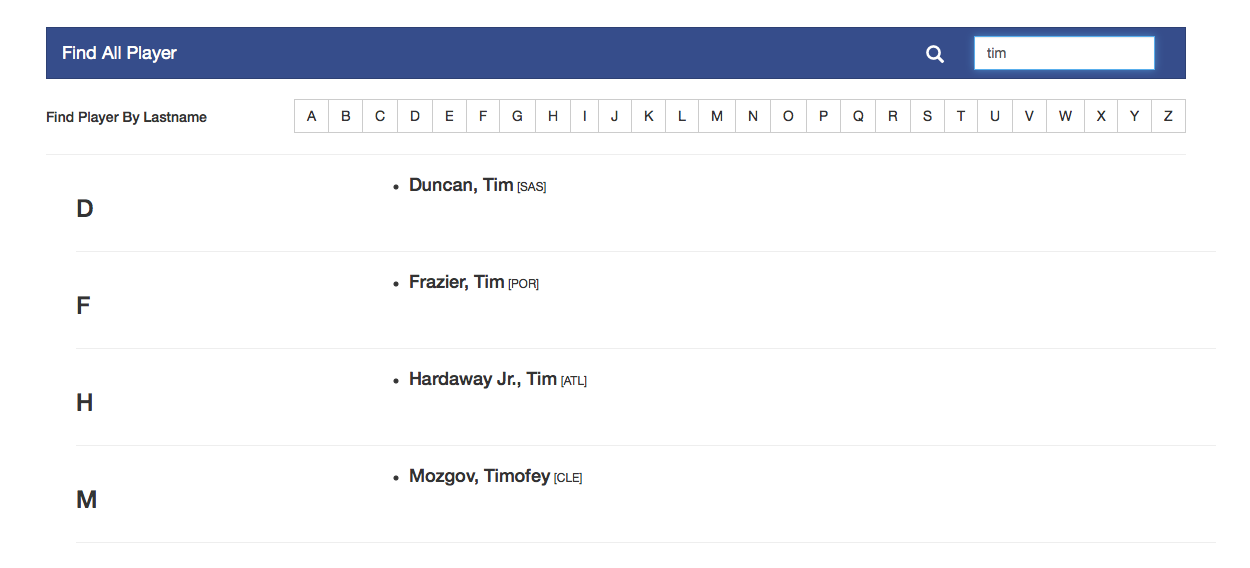 Find All Player
tim
Find Player By Lastname
A B C D E F G H I J K L M N O P Q R S T U V W X Y Z
D
• Duncan, Tim [SAS]
F
• Frazier, Tim [POR]
H
• Hardaway Jr., Tim [ATL]
M
• Mozgov, Timofey [CLE]